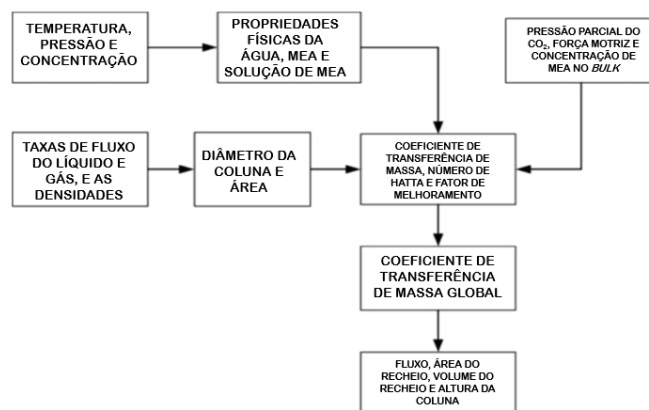 TEMPERATURA,
PRESSÃO E
CONCENTRAÇÃO
PROPRIEDADES
FÍSICAS DA
ÁGUA, MEA E
SOLUÇÃO DE MEA
PRESSÃO PARCIAL DO
CO₂, FORÇA MOTRIZ E
CONCENTRAÇÃO DE
MEA NO BULK
TAXAS DE FLUXO
DO LÍQUIDO E
GÁS, E AS
DENSIDADES
DIÂMETRO DA
COLUNA E
ÁREA
COEFICIENTE DE
TRANSFERÊNCIA DE
MASSA, NÚMERO DE
HATTA E FATOR DE
MELHORAMENTO
COEFICIENTE DE
TRANSFERÊNCIA
DE MASSA GLOBAL
FLUXO, ÁREA DO
RECHEIO, VOLUME DO
RECHEIO E ALTURA DA
COLUNA